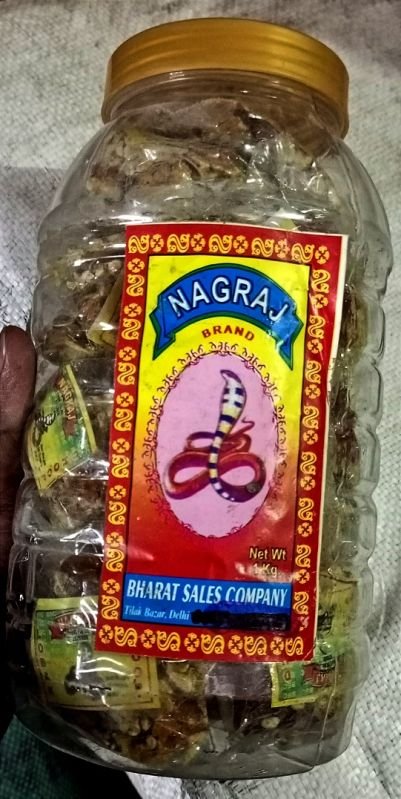 NAGRAJ
BRAND
Net Wt
1 Kg
BHARAT SALES COMPANY
Tilak Bazar, Delhi